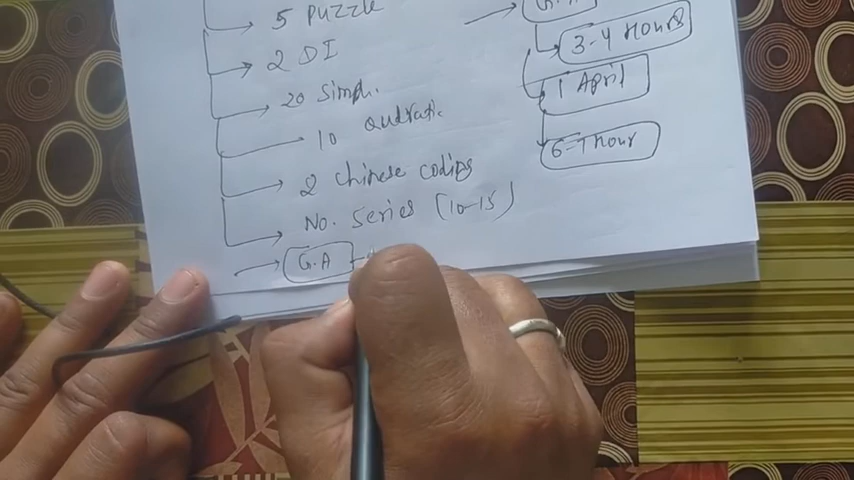 5 Puzzle
2 DI
20 Simpl.
10 Qudratic
2 Chinese coding
No. Series (10-15)
G.A
3-4 Hours
1 April
6-7 Hour